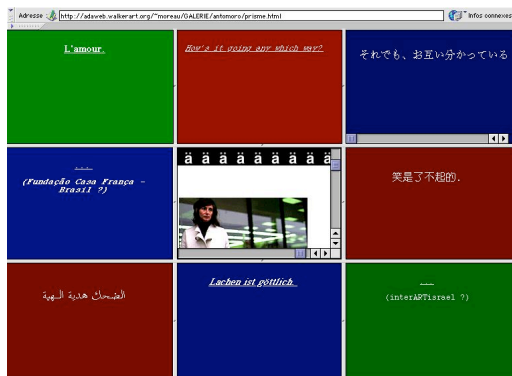 Adresse http://adaweb.walkerart.org/~moreau/GALERIE/antomoro/prisme.html Infos connexes
L'amour.
How's it going any which way?
それでも、お互い分かっている
...
(Fundação Casa França -
Brasil ?)
ä ä ä ä ä ä ä ä ä
笑是了不起的.
الضحك هدية الهية
Lachen ist göttlich.
...
(interARTisrael ?)